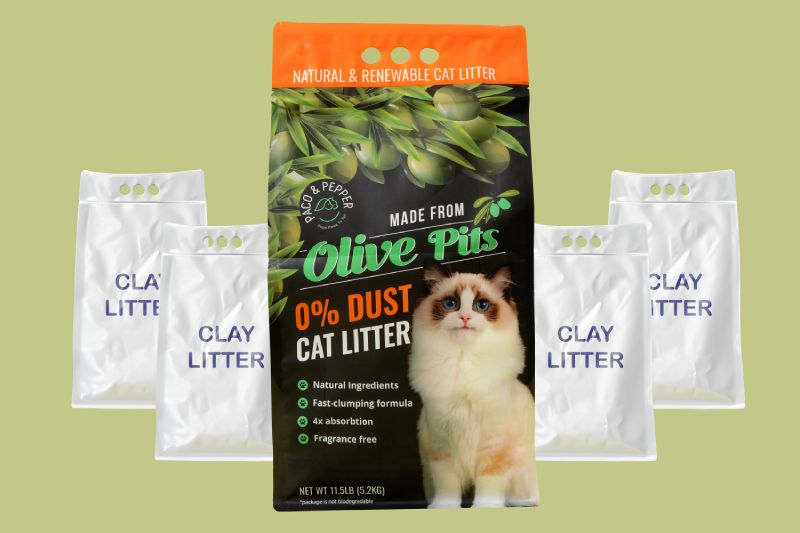 NATURAL & RENEWABLE CAT LITTER
PACO & PEPPER
MADE FROM
Olive Pits
0% DUST
CAT LITTER
Natural Ingredients
Fast-clumping formula
4x absorbtion
Fragrance free
NET WT 11.5LB (5.2KG)
*package is not biodegradable
CLAY
LITTE
CLAY
LITTER
CLAY
LITTER
CLAY
LITTER